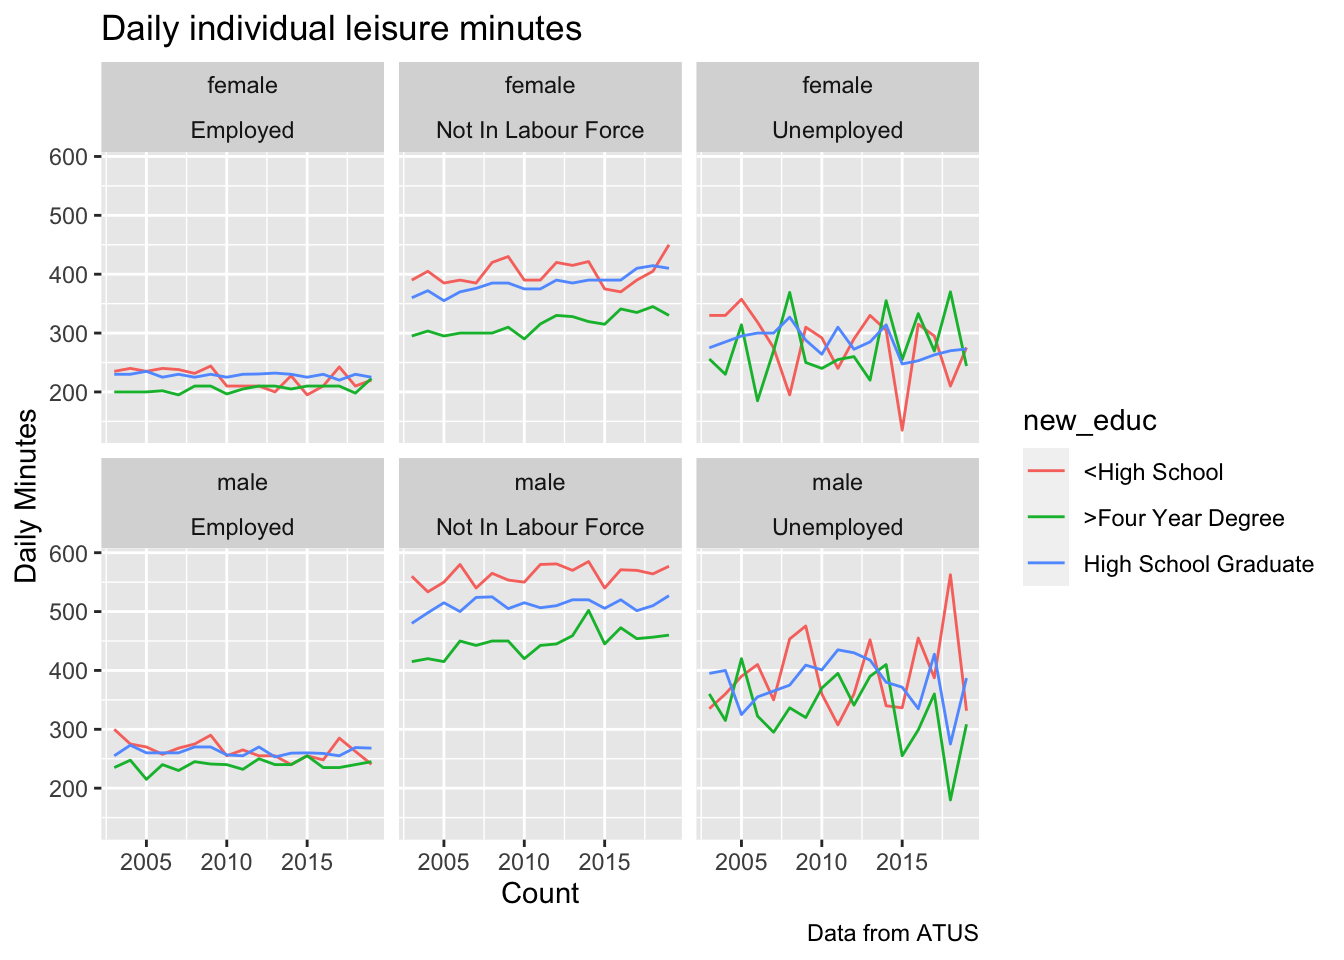 Daily individual leisure minutes
female
Employed
female
Not In Labour Force
female
Unemployed
600
500
400
300
200
male
Employed
male
Not In Labour Force
male
Unemployed
600
500
400
300
200
2005 2010 2015
2005 2010 2015
2005 2010 2015
Daily Minutes
Count
new_educ
<High School
>Four Year Degree
High School Graduate
Data from ATUS